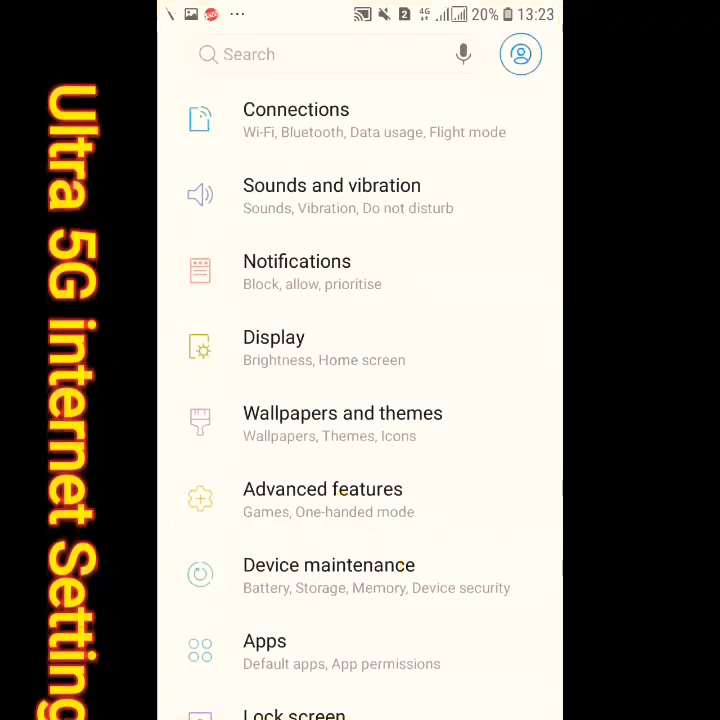 Ultra 5G internet Setting
2 4G 20% 13:23
Search
Connections
Wi-Fi, Bluetooth, Data usage, Flight mode
Sounds and vibration
Sounds, Vibration, Do not disturb
Notifications
Block, allow, prioritise
Display
Brightness, Home screen
Wallpapers and themes
Wallpapers, Themes, Icons
Advanced features
Games, One-handed mode
Device maintenance
Battery, Storage, Memory, Device security
Apps
Default apps, App permissions
Lock screen